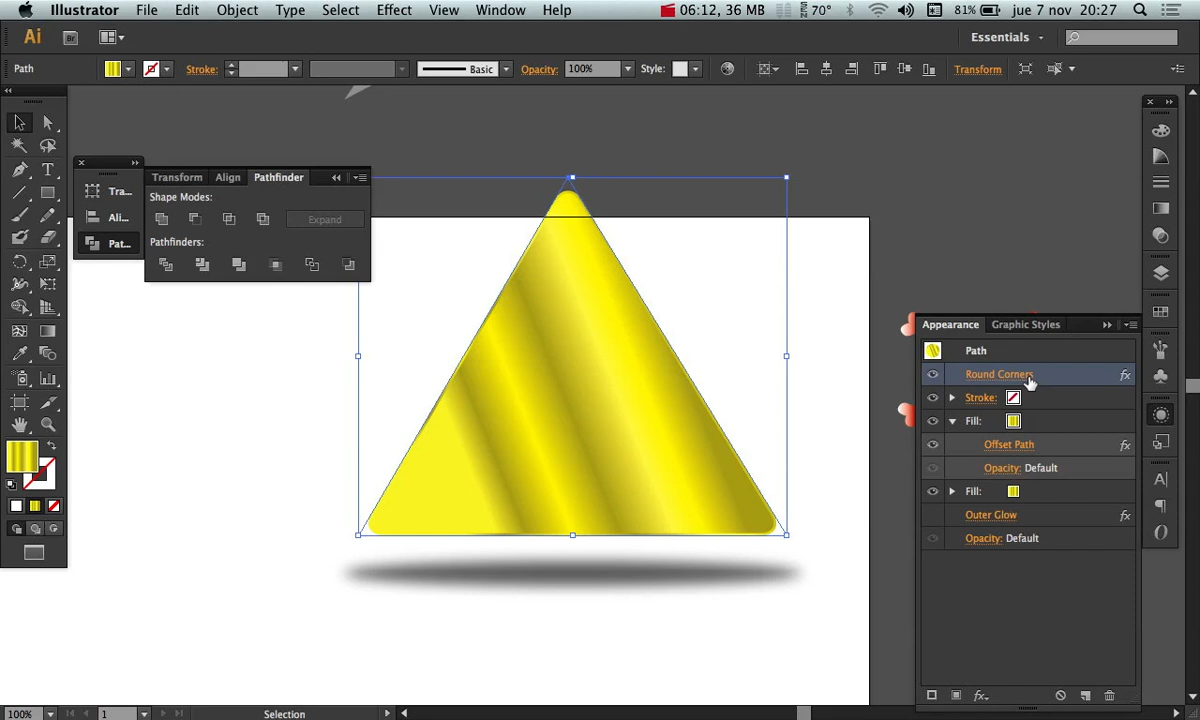 Illustrator File Edit Object Type Select Effect View Window Help 06:12, 36 MB 70° 81% jue 7 nov 20:27
Ai Br Essentials
Path Stroke: Basic Opacity: 100% Style: Transform
Tra...
Ali...
Pat...
Transform Align Pathfinder
Shape Modes:
Expand
Pathfinders:
Appearance Graphic Styles
Path
Round Corners fx
Stroke:
Fill:
Offset Path fx
Opacity: Default
Fill:
Outer Glow fx
Opacity: Default
fx
100% 1 Selection